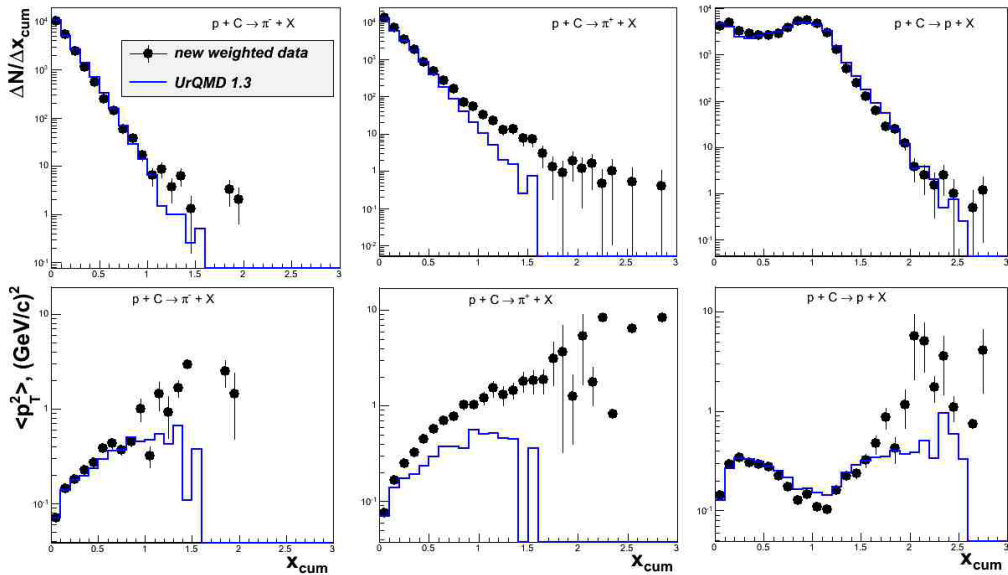 p + C → π⁻ + X
p + C → π⁺ + X
p + C → p + X
ΔN/Δx_cum
new weighted data
UrQMD 1.3
10⁴
10³
10²
10
1
10⁻¹
0 0.5 1 1.5 2 2.5 3
10⁴
10³
10²
10
1
10⁻¹
10⁻²
0 0.5 1 1.5 2 2.5 3
10⁴
10³
10²
10
1
10⁻¹
0 0.5 1 1.5 2 2.5 3
p + C → π⁻ + X
p + C → π⁺ + X
p + C → p + X
<p_T²>, (GeV/c)²
10
1
10⁻¹
0 0.5 1 1.5 2 2.5 3
x_cum
10
1
10⁻¹
0 0.5 1 1.5 2 2.5 3
x_cum
10
1
10⁻¹
0 0.5 1 1.5 2 2.5 3
x_cum